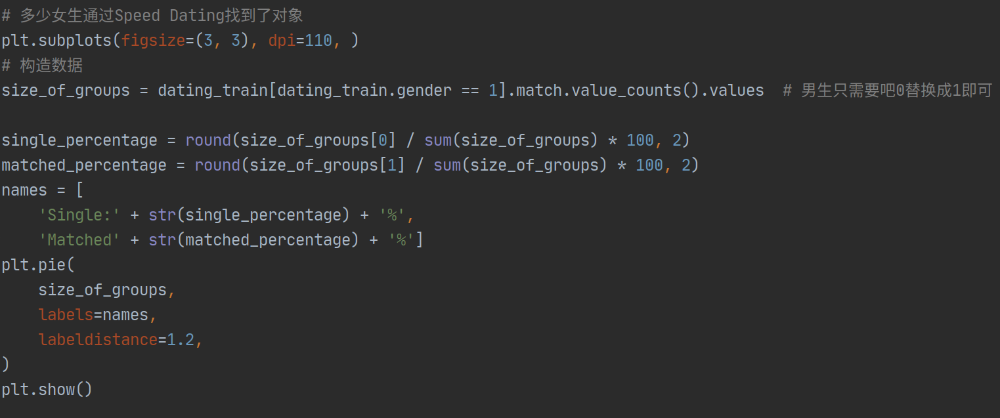 # 多少女生通过Speed Dating找到了对象
plt.subplots(figsize=(3, 3), dpi=110, )
# 构造数据
size_of_groups = dating_train[dating_train.gender == 1].match.value_counts().values  # 男生只需要吧0替换成1即可

single_percentage = round(size_of_groups[0] / sum(size_of_groups) * 100, 2)
matched_percentage = round(size_of_groups[1] / sum(size_of_groups) * 100, 2)
names = [
    'Single:' + str(single_percentage) + '%',
    'Matched' + str(matched_percentage) + '%']
plt.pie(
    size_of_groups,
    labels=names,
    labeldistance=1.2,
)
plt.show()